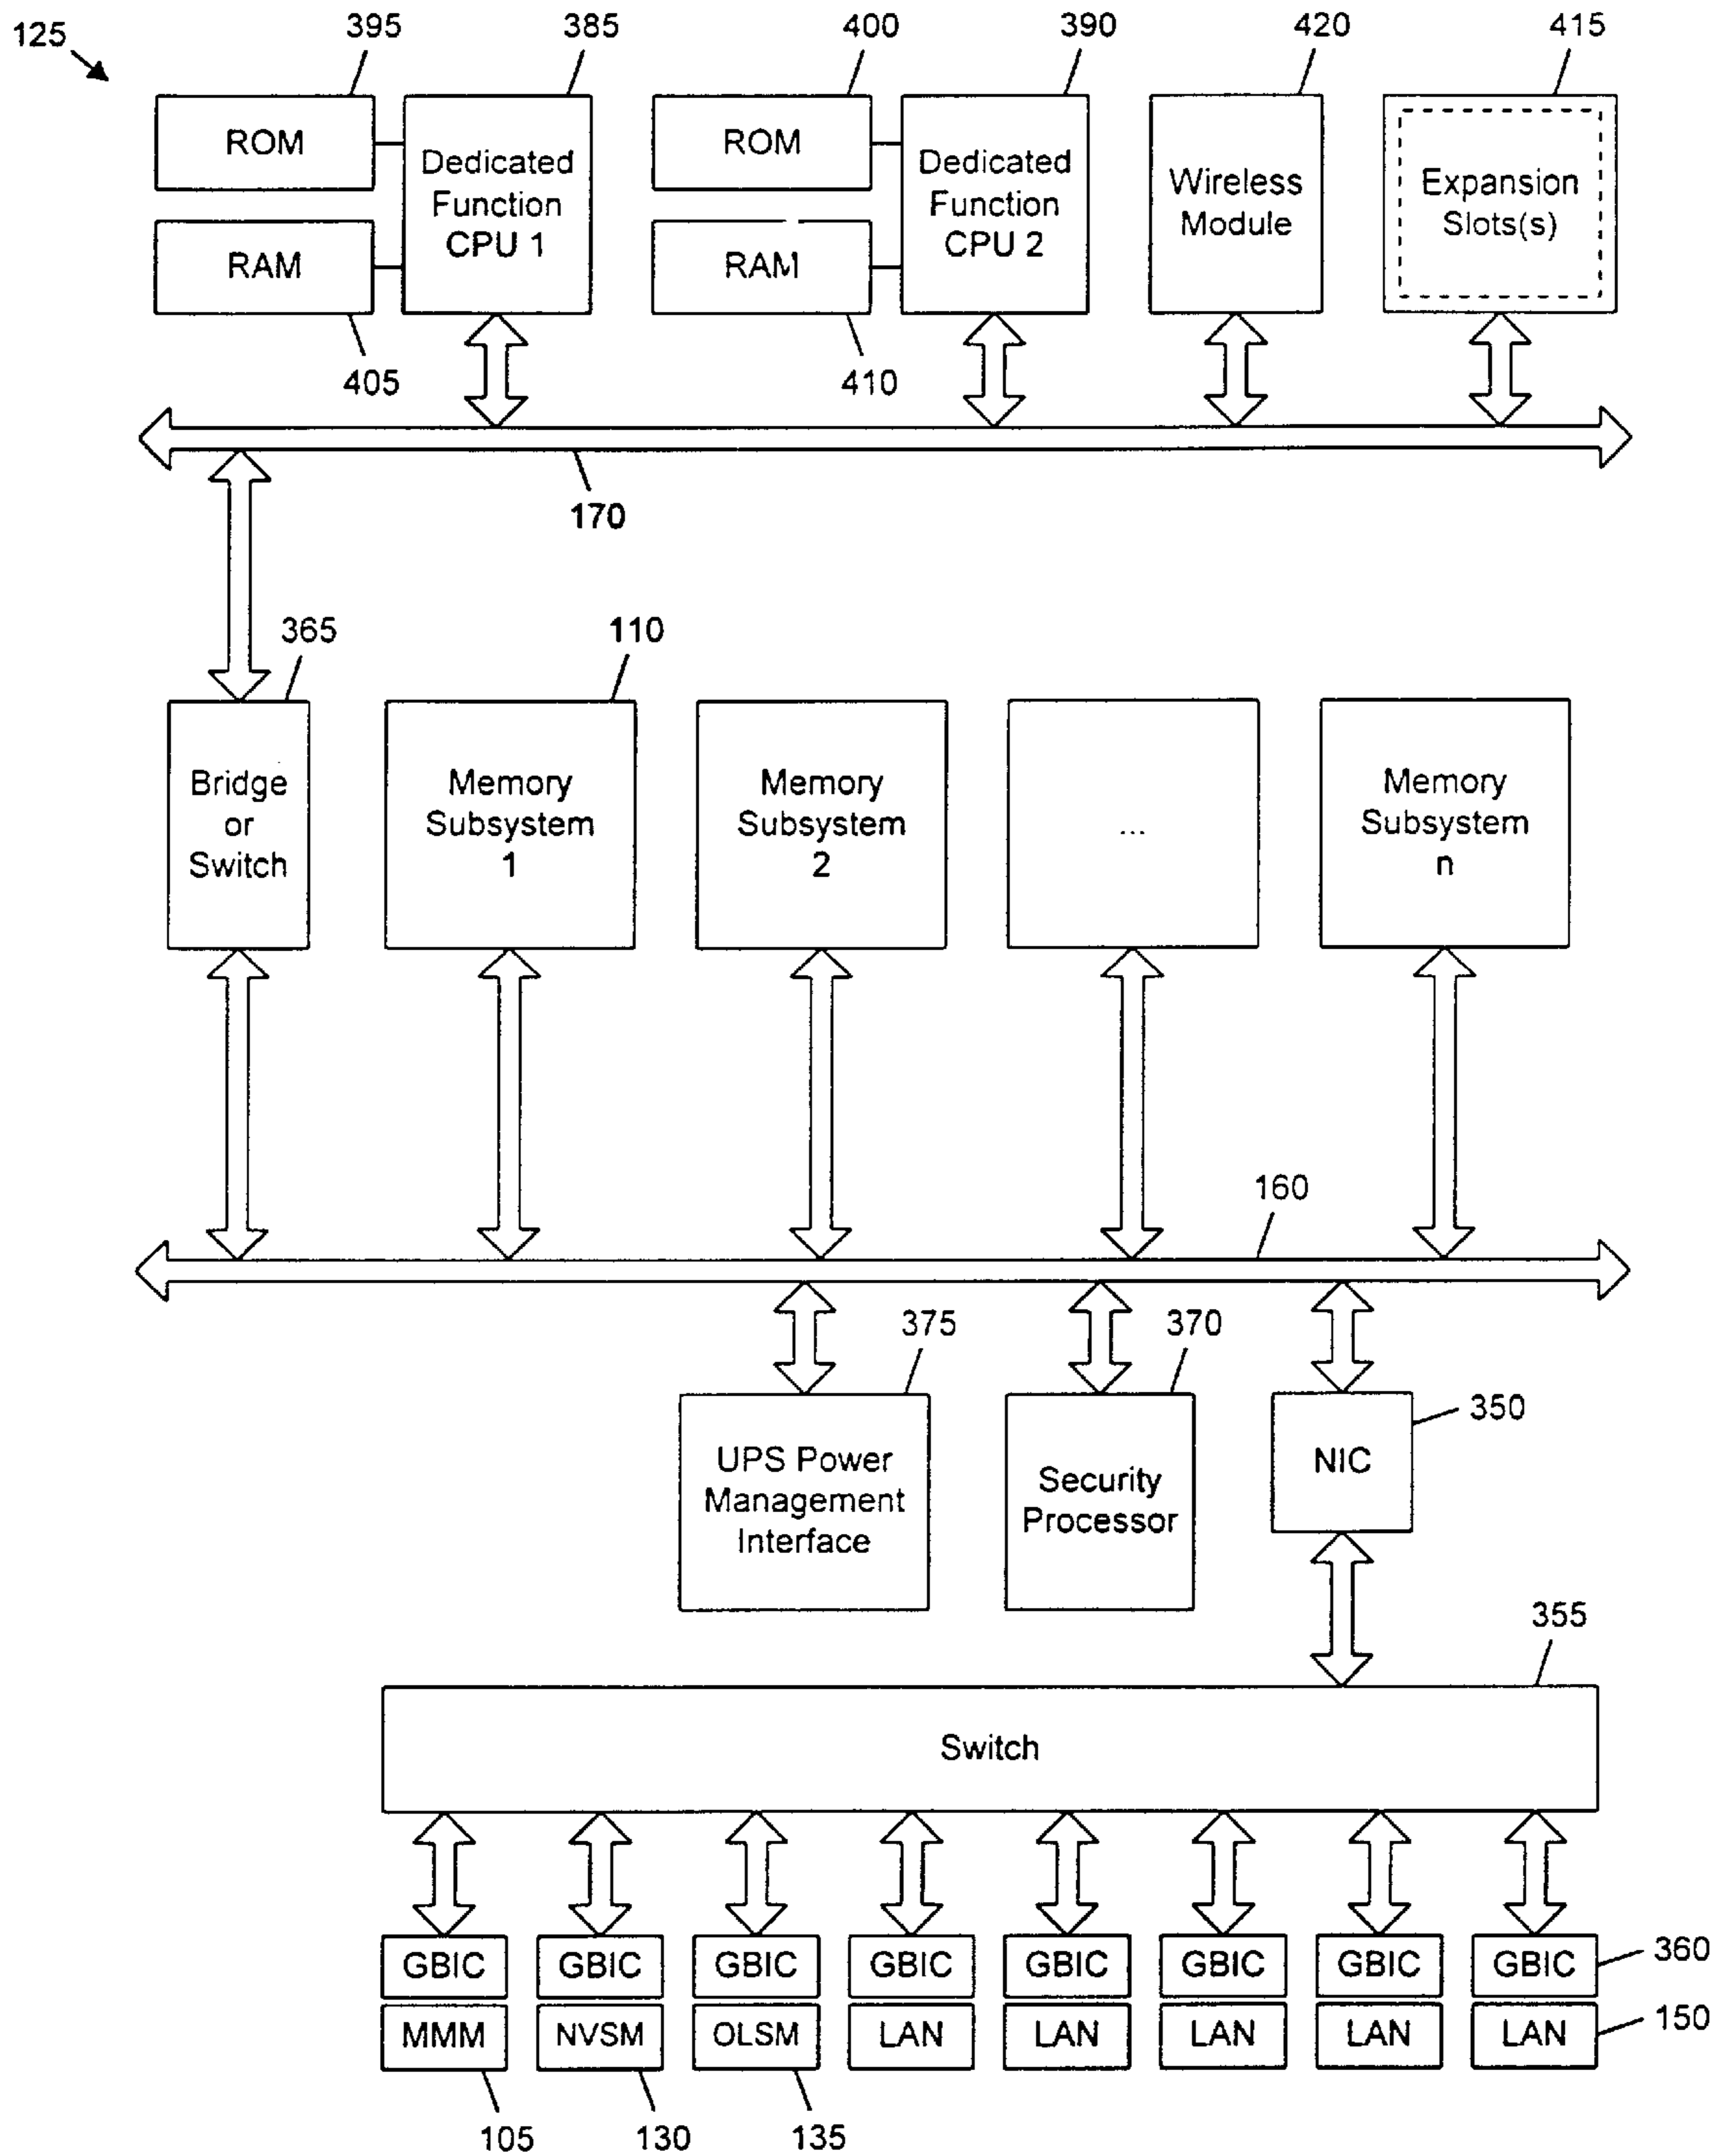 125
395
385
400
390
420
415
ROM
Dedicated
Function
CPU 1
RAM
ROM
Dedicated
Function
CPU 2
RAM
Wireless
Module
Expansion
Slots(s)
405
410
170
365
110
Bridge
or
Switch
Memory
Subsystem
1
Memory
Subsystem
2
...
Memory
Subsystem
n
160
375
370
350
UPS Power
Management
Interface
Security
Processor
NIC
355
Switch
GBIC
GBIC
GBIC
GBIC
GBIC
GBIC
GBIC
GBIC
360
MMM
NVSM
OLSM
LAN
LAN
LAN
LAN
LAN
150
105
130
135